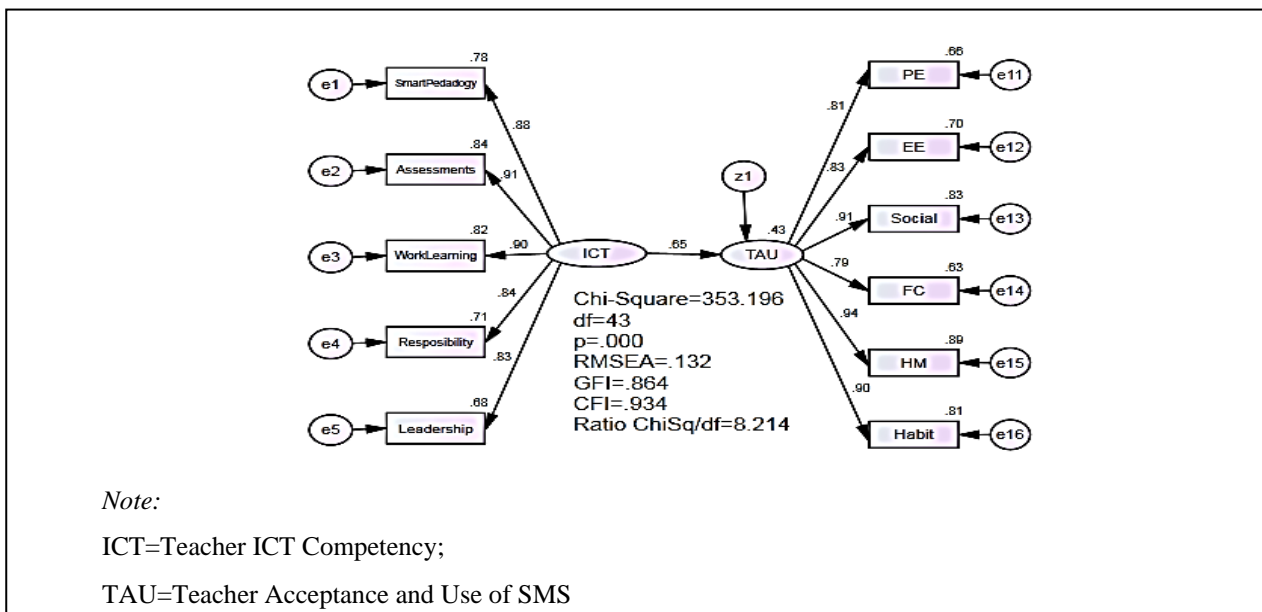 .78
e1
SmartPedadogy
.88
.84
e2
Assessments
.91
.82
e3
WorkLearning
.90
.71
e4
Resposibility
.84
.68
e5
Leadership
.83
ICT
.65
z1
.43
TAU
.66
PE
e11
.81
.70
EE
e12
.83
.83
Social
e13
.91
.63
FC
e14
.79
.89
HM
e15
.94
.81
Habit
e16
.90
Chi-Square=353.196
df=43
p=.000
RMSEA=.132
GFI=.864
CFI=.934
Ratio ChiSq/df=8.214
Note:
ICT=Teacher ICT Competency;
TAU=Teacher Acceptance and Use of SMS